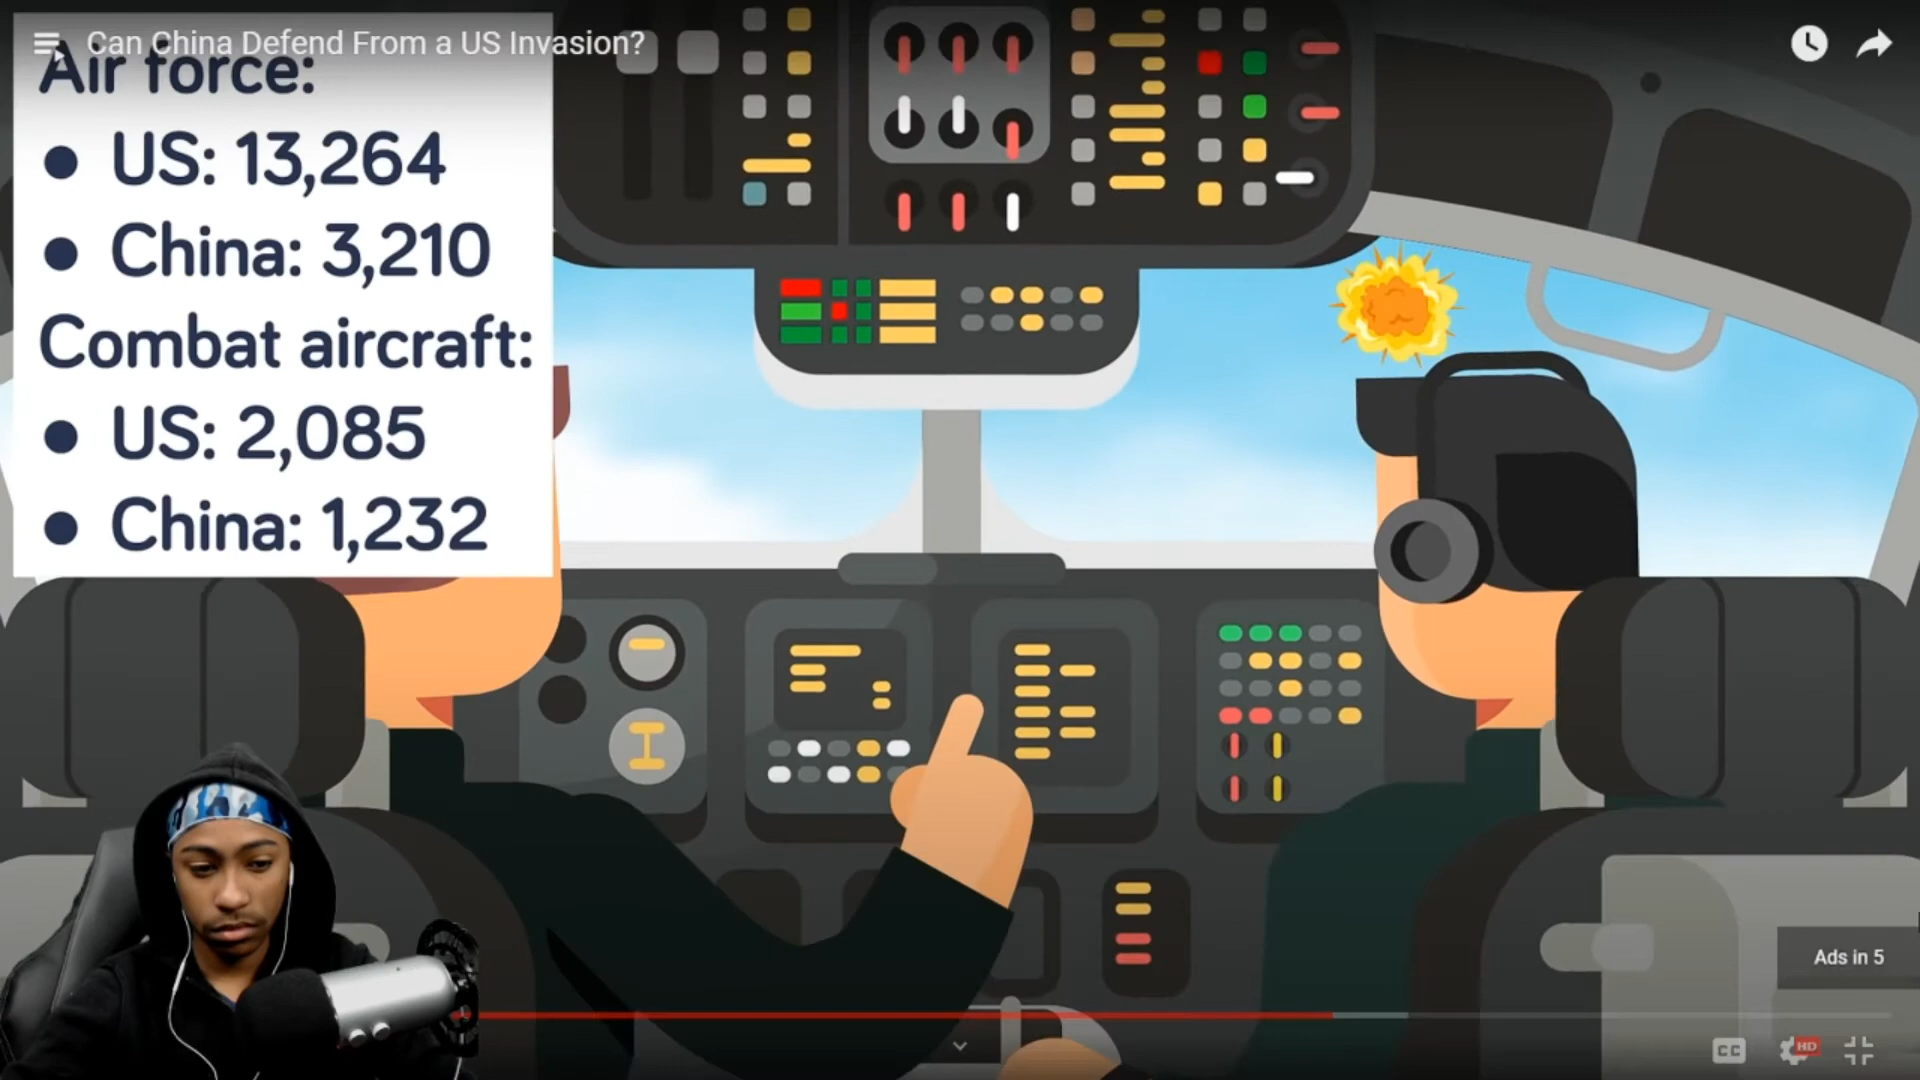 Can China Defend From a US Invasion?
Air force:
● US: 13,264
● China: 3,210
Combat aircraft:
● US: 2,085
● China: 1,232
Ads in 5
CC
HD